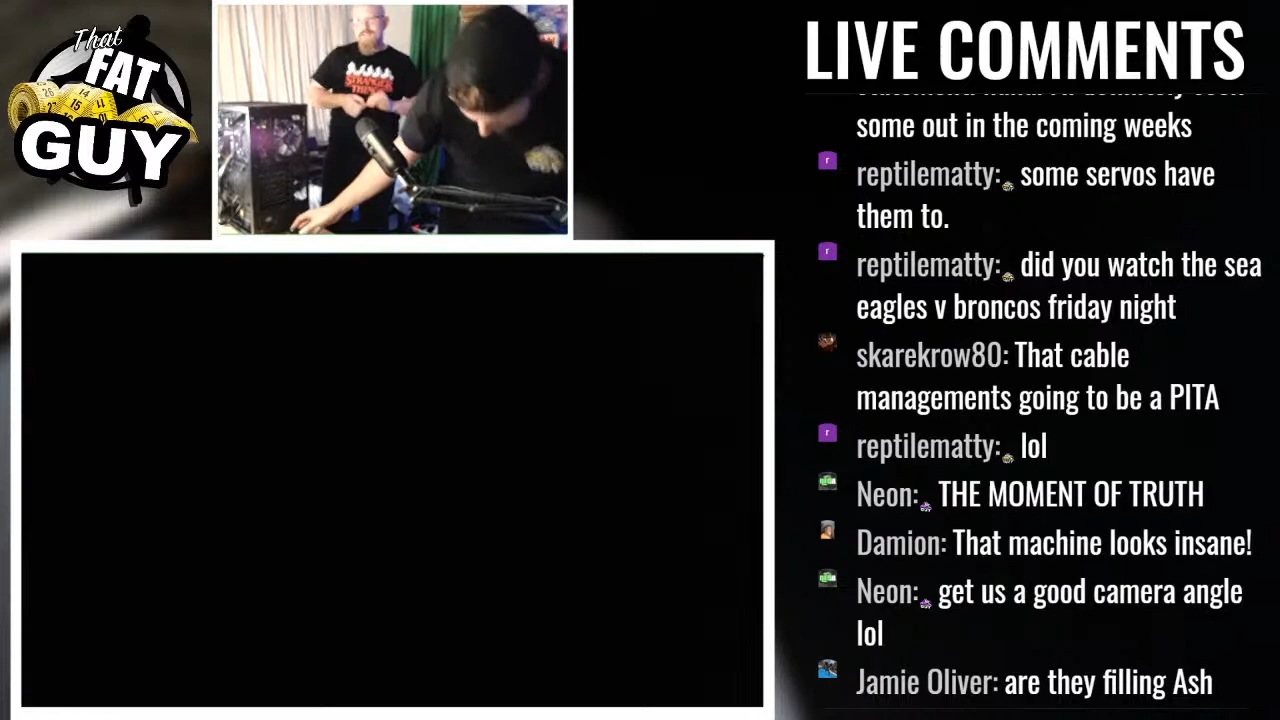 That
FAT
GUY
STRANGER
THINGS
LIVE COMMENTS
some out in the coming weeks
reptilematty: some servos have
them to.
reptilematty: did you watch the sea
eagles v broncos friday night
skarekrow80: That cable
managements going to be a PITA
reptilematty: lol
Neon: THE MOMENT OF TRUTH
Damion: That machine looks insane!
Neon: get us a good camera angle
lol
Jamie Oliver: are they filling Ash